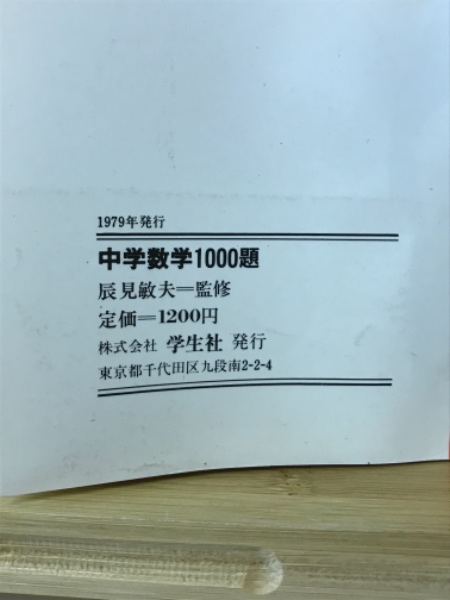 1979年発行
中学数学1000題
辰見敏夫＝監修
定価＝1200円
株式会社 学生社 発行
東京都千代田区九段南2-2-4